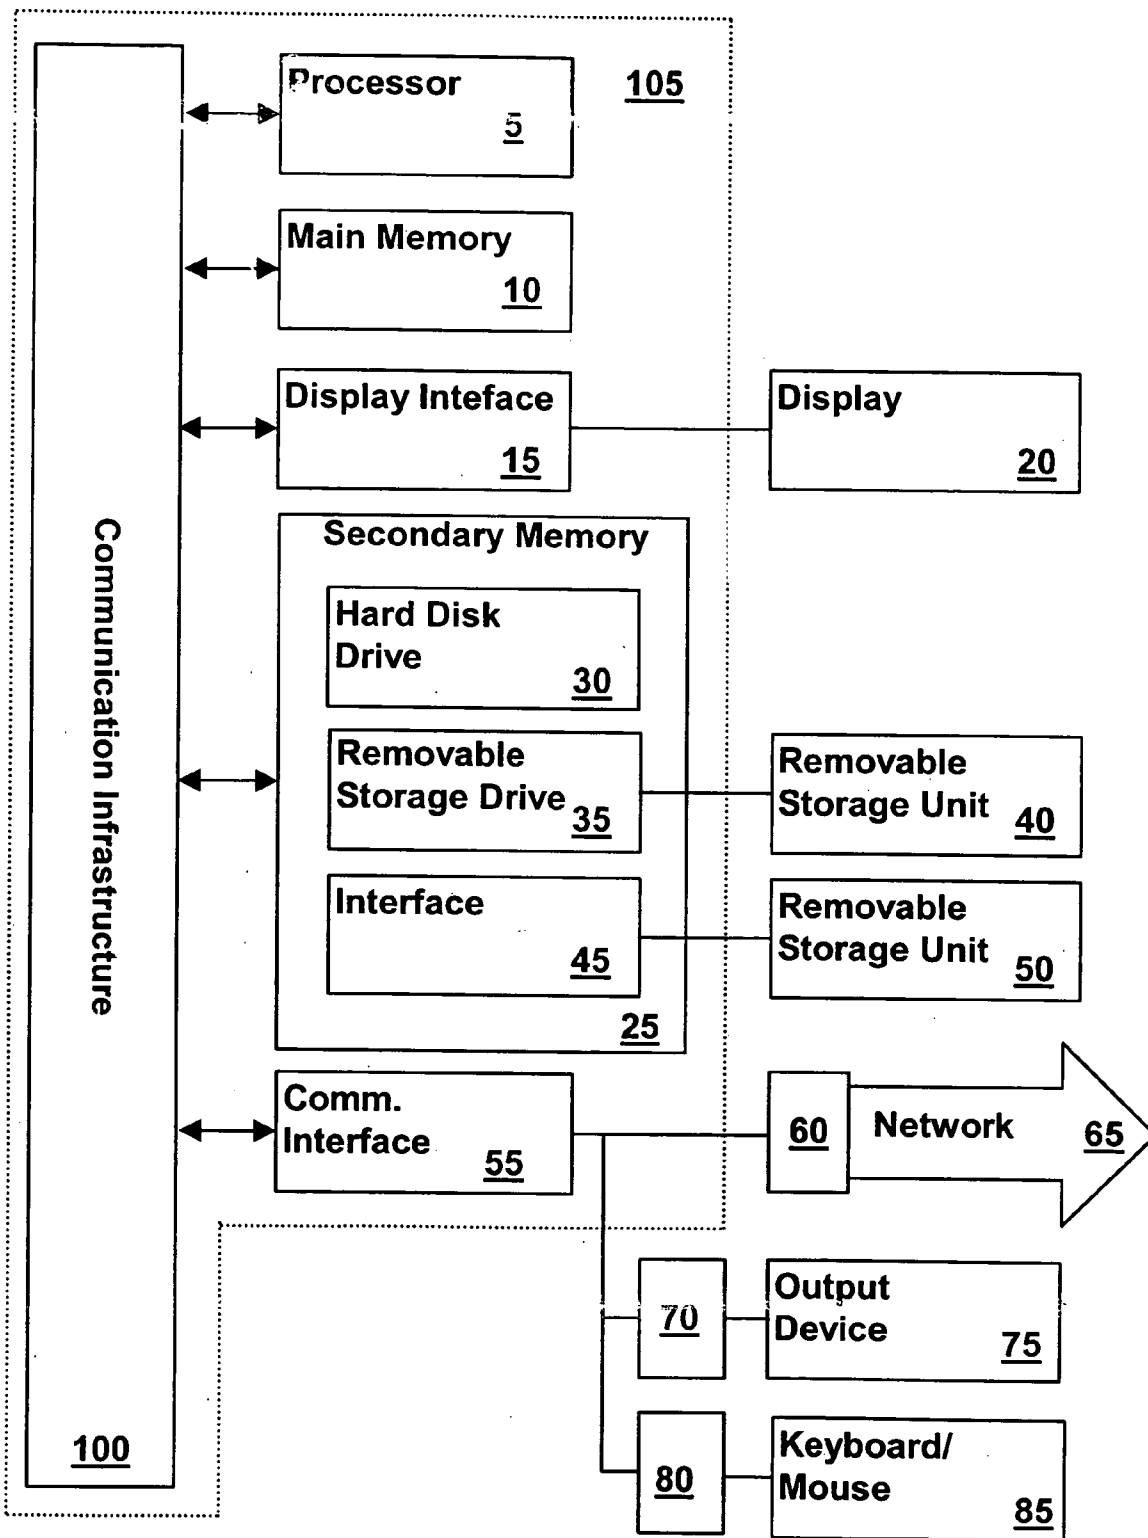 Processor
105
5
Main Memory
10
Display Inteface
15
Display
20
Communication Infrastructure
Secondary Memory
Hard Disk
Drive
30
Removable
Storage Drive
35
Removable
Storage Unit
40
Interface
45
Removable
Storage Unit
50
25
Comm.
Interface
55
60
Network
65
70
Output
Device
75
100
80
Keyboard/
Mouse
85